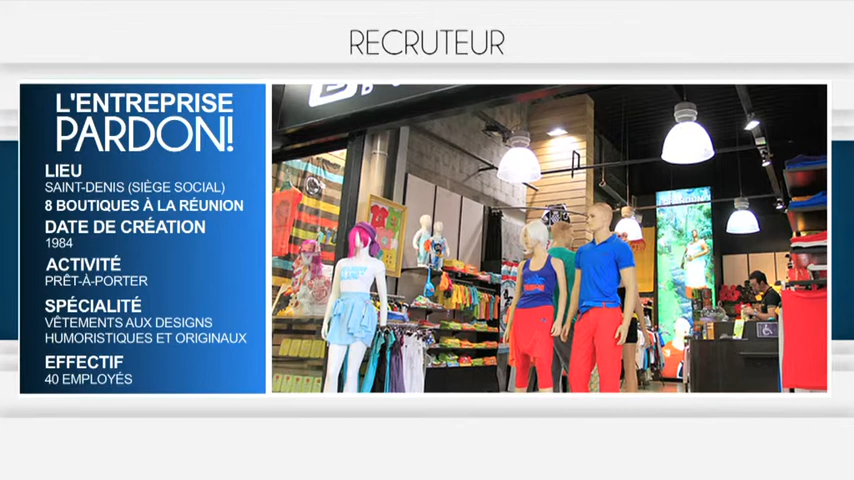 RECRUTEUR
L'ENTREPRISE
PARDON!
LIEU
SAINT-DENIS (SIÈGE SOCIAL)
8 BOUTIQUES À LA RÉUNION
DATE DE CRÉATION
1984
ACTIVITÉ
PRÊT-À-PORTER
SPÉCIALITÉ
VÊTEMENTS AUX DESIGNS
HUMORISTIQUES ET ORIGINAUX
EFFECTIF
40 EMPLOYÉS